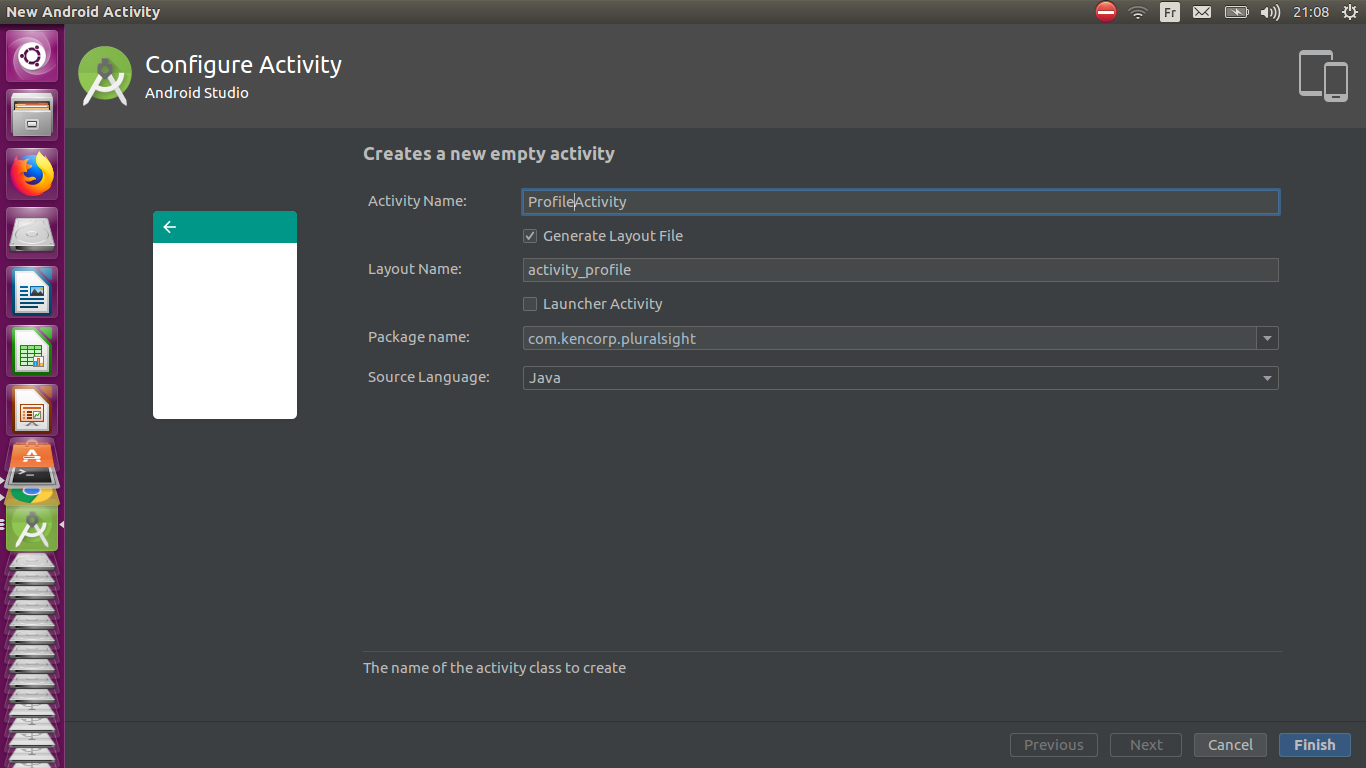 New Android Activity
Fr
21:08
Configure Activity
Android Studio
Creates a new empty activity
Activity Name:
ProfileActivity
Generate Layout File
Layout Name:
activity_profile
Launcher Activity
Package name:
com.kencorp.pluralsight
Source Language:
Java
The name of the activity class to create
Previous
Next
Cancel
Finish